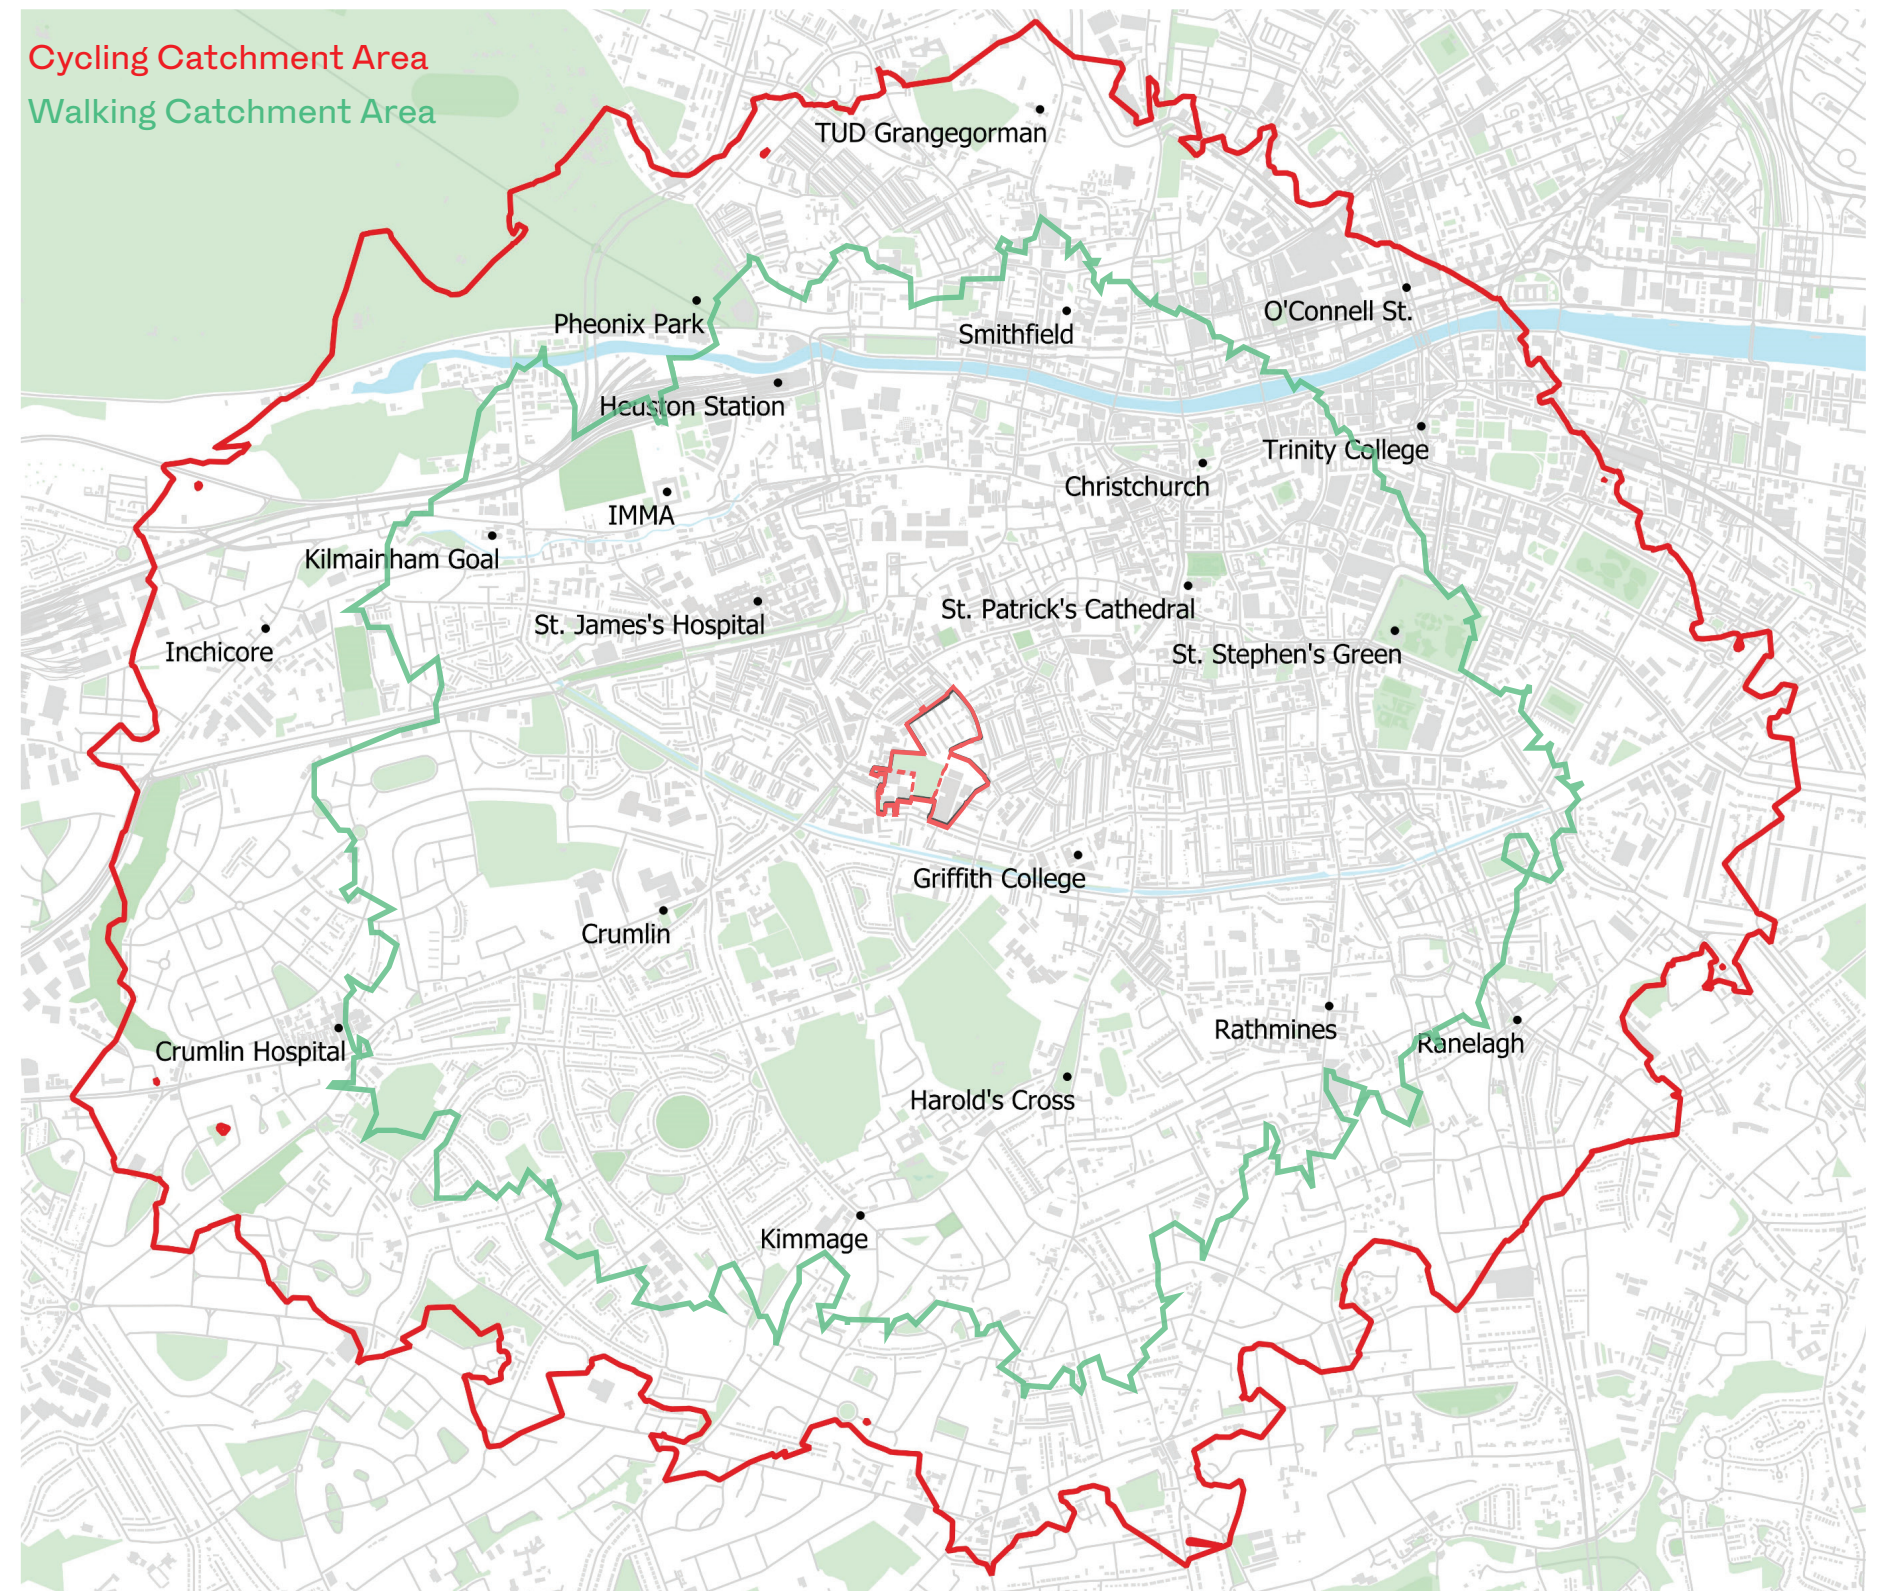 Cycling Catchment Area
Walking Catchment Area
TUD Grangegorman
O'Connell St.
Pheonix Park
Smithfield
Heuston Station
Trinity College
Christchurch
IMMA
Kilmainham Goal
St. Patrick's Cathedral
St. James's Hospital
Inchicore
St. Stephen's Green
Griffith College
Crumlin
Rathmines
Ranelagh
Crumlin Hospital
Harold's Cross
Kimmage